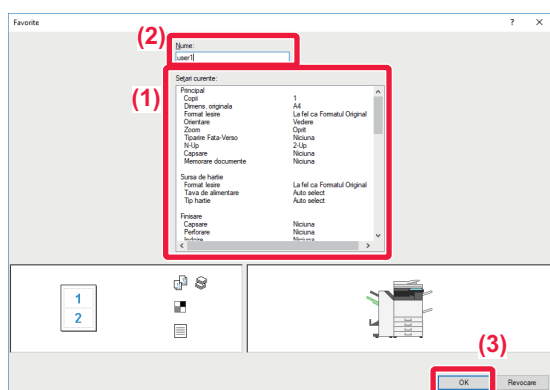 Favorite ? ×
(2)
Nume:
user1
Setari curente:
(1)
Principal
Copii 1
Dimens. originala A4
Format Iesire La fel ca Formatul Original
Orientare Vedere
Zoom Oprit
Tiparire Fata-Verso Niciuna
N-Up 2-Up
Capsare Niciuna
Memorare documente Niciuna
Sursa de hartie
Format Iesire La fel ca Formatul Original
Tava de alimentare Auto select
Tip hartie Auto select
Finisare
Capsare Niciuna
Perforare Niciuna
Indoire Niciuna
1
2
(3)
OK Revocare